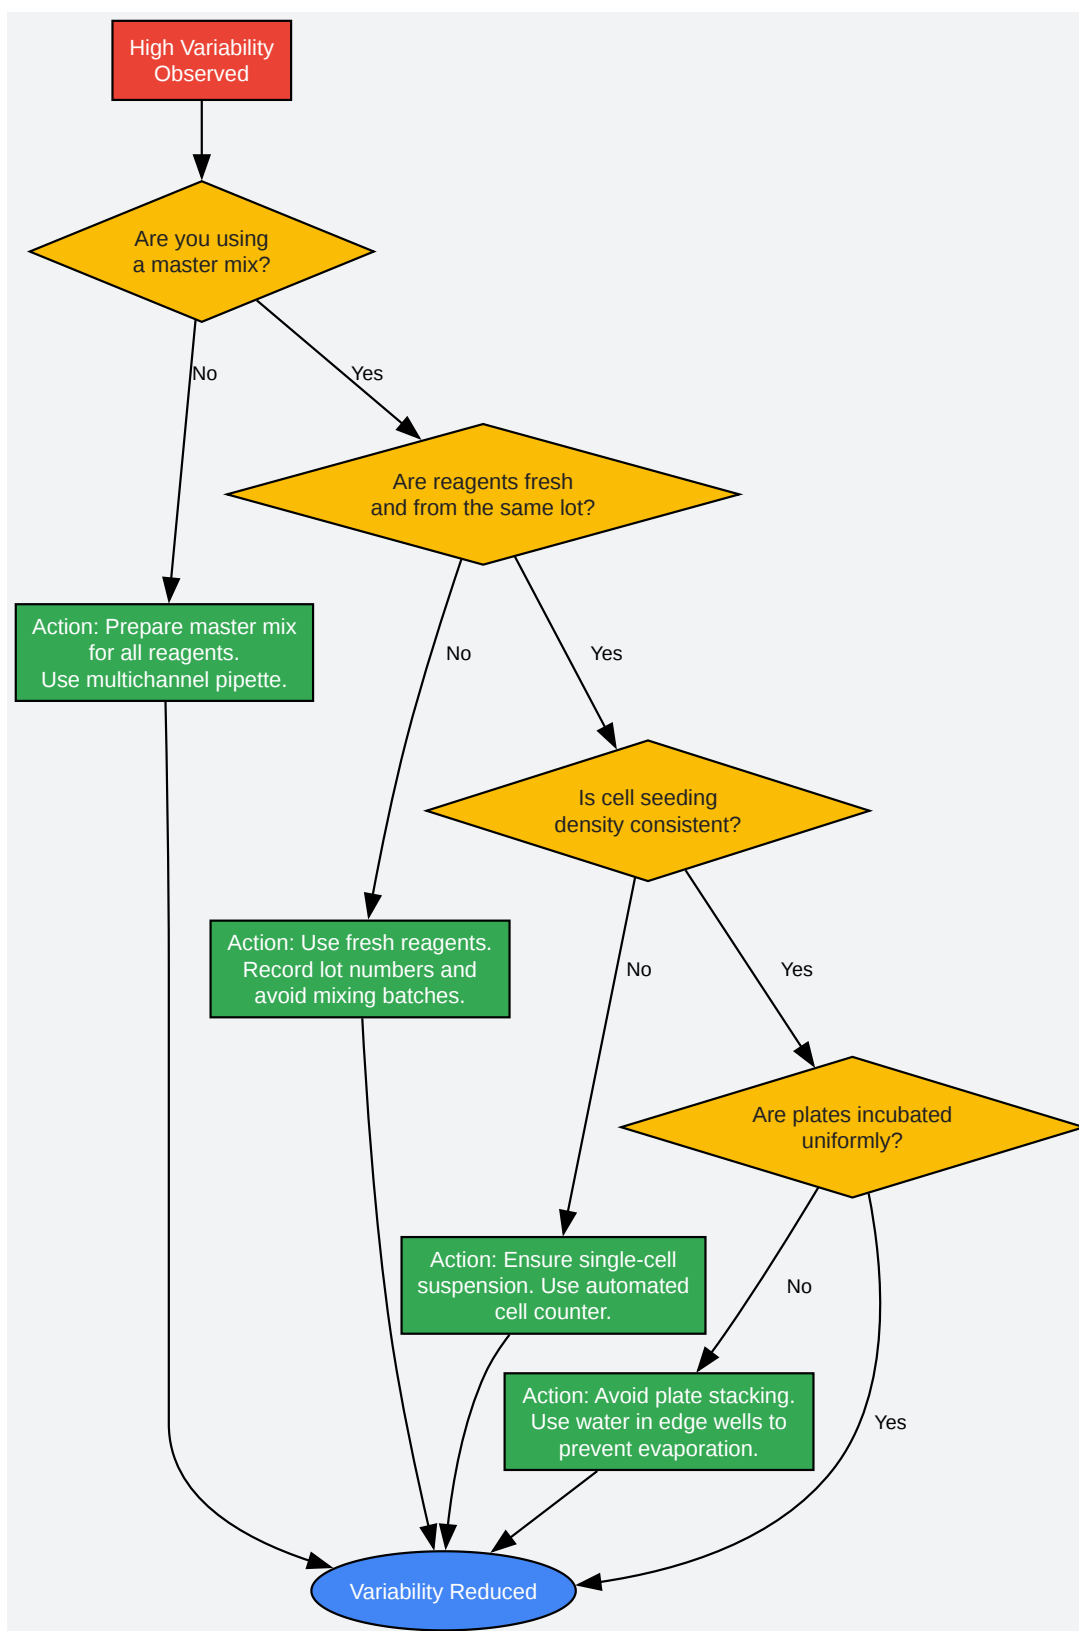 High Variability
Observed
Are you using
a master mix?
No
Yes
Are reagents fresh
and from the same lot?
Action: Prepare master mix
for all reagents.
Use multichannel pipette.
No
Yes
Is cell seeding
density consistent?
Action: Use fresh reagents.
Record lot numbers and
avoid mixing batches.
No
Yes
Are plates incubated
uniformly?
Action: Ensure single-cell
suspension. Use automated
cell counter.
No
Action: Avoid plate stacking.
Use water in edge wells to
prevent evaporation.
Yes
Variability Reduced